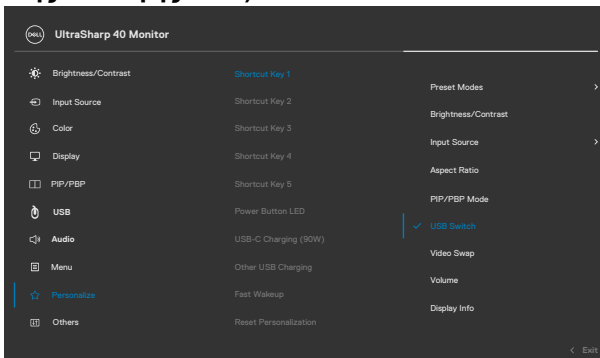 DELL UltraSharp 40 Monitor
Brightness/Contrast
Input Source
Color
Display
PIP/PBP
USB
Audio
Menu
Personalize
Others
Shortcut Key 1
Shortcut Key 2
Shortcut Key 3
Shortcut Key 4
Shortcut Key 5
Power Button LED
USB-C Charging (90W)
Other USB Charging
Fast Wakeup
Reset Personalization
Preset Modes
Brightness/Contrast
Input Source
Aspect Ratio
PIP/PBP Mode
USB Switch
Video Swap
Volume
Display Info
Exit